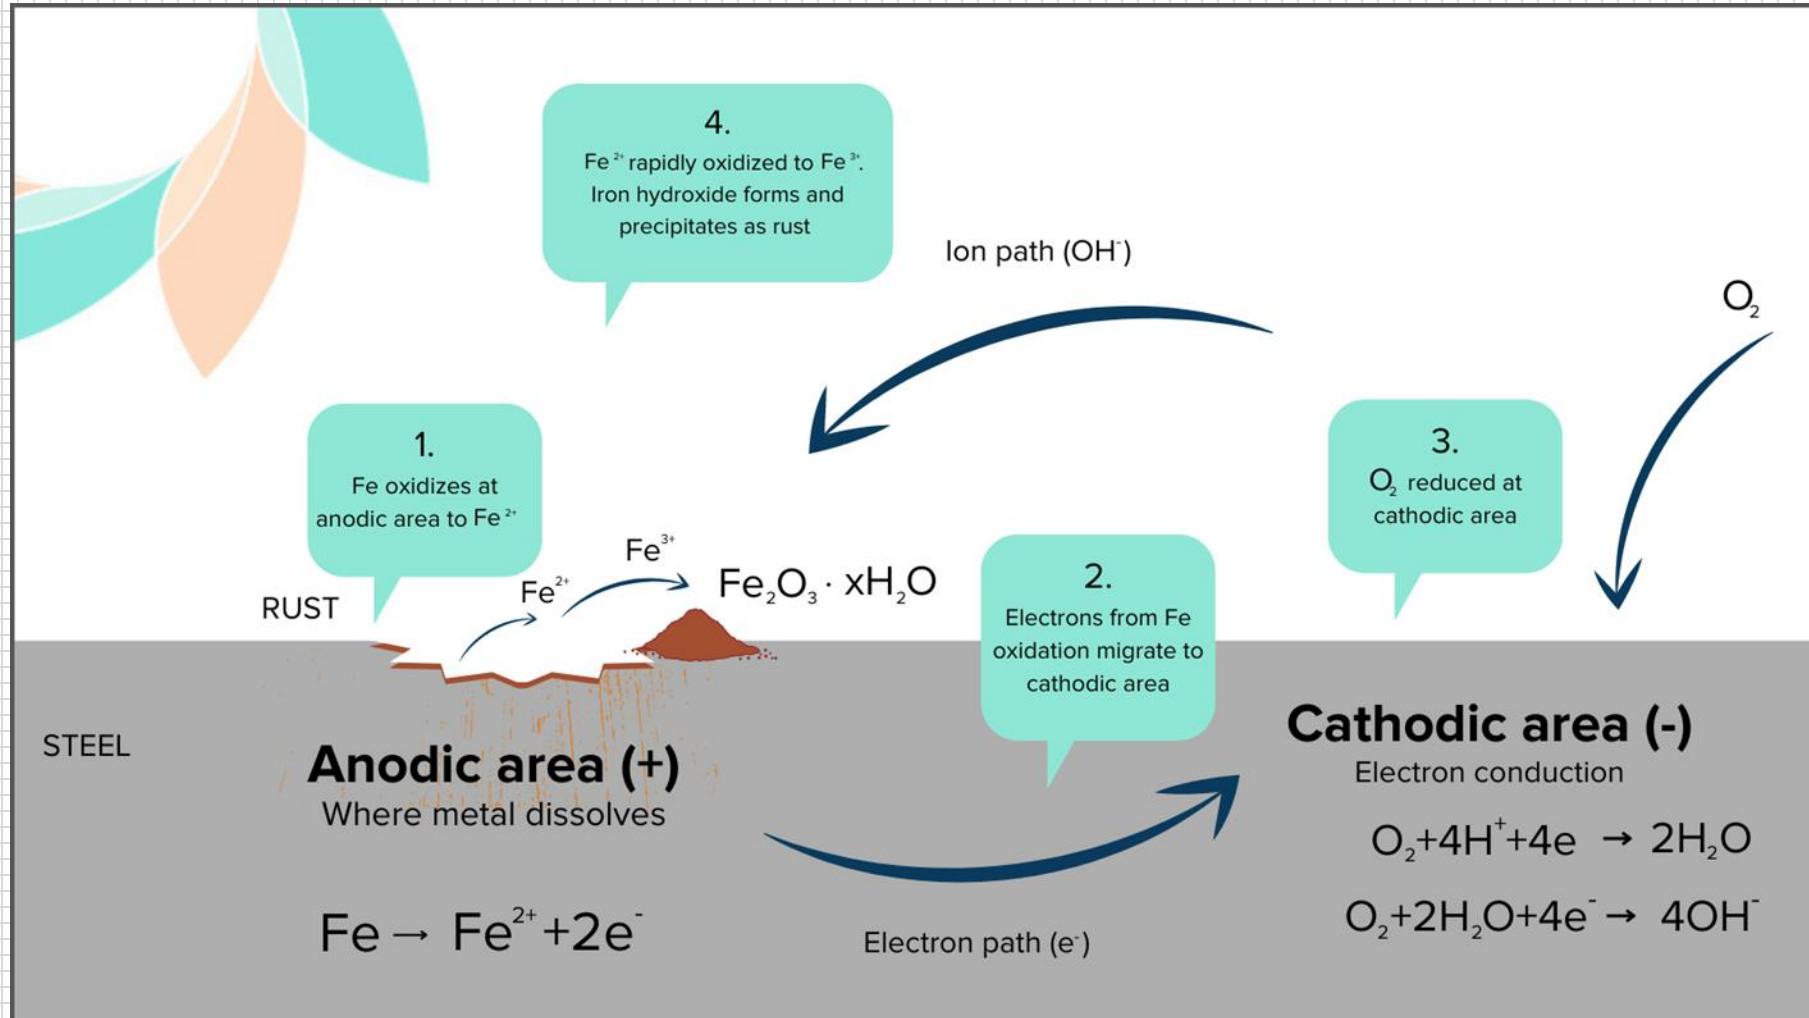 4.
Fe²⁺ rapidly oxidized to Fe³⁺.
Iron hydroxide forms and
precipitates as rust
Ion path (OH⁻)
O₂
1.
Fe oxidizes at
anodic area to Fe²⁺
3.
O₂ reduced at
cathodic area
Fe³⁺
Fe²⁺
Fe₂O₃ · xH₂O
RUST
2.
Electrons from Fe
oxidation migrate to
cathodic area
STEEL
Anodic area (+)
Where metal dissolves
Fe → Fe²⁺+2e⁻
Cathodic area (-)
Electron conduction
O₂+4H⁺+4e → 2H₂O
O₂+2H₂O+4e⁻→ 4OH⁻
Electron path (e⁻)